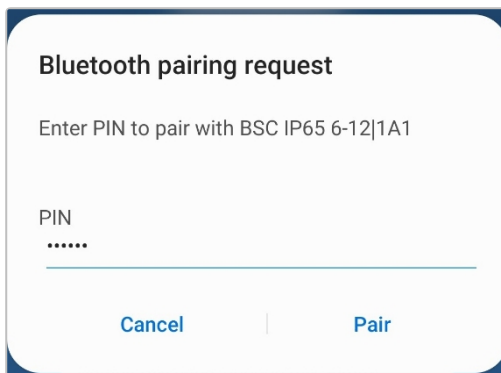 Bluetooth pairing request
Enter PIN to pair with BSC IP65 6-12|1A1
PIN
••••••
Cancel
Pair